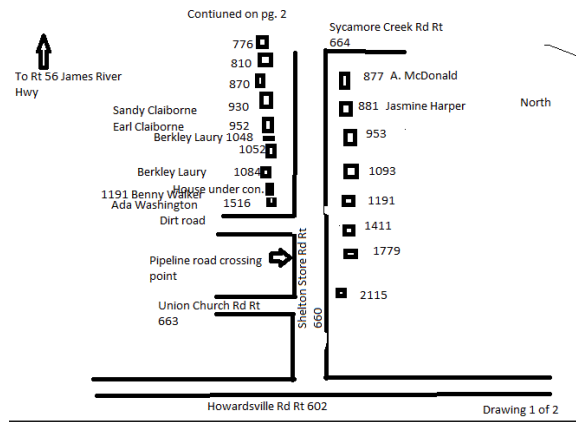 Contiuned on pg. 2
Sycamore Creek Rd Rt
664
776
To Rt 56 James River
Hwy
810
870
877 A. McDonald
Sandy Claiborne 930
881 Jasmine Harper
North
Earl Claiborne 952
Berkley Laury 1048
953
1052
Berkley Laury 1084
1093
House under con.
1191 Benny Walker
Ada Washington 1516
1191
Dirt road
1411
Pipeline road crossing
point
1779
Shelton Store Rd Rt
660
2115
Union Church Rd Rt
663
Howardsville Rd Rt 602
Drawing 1 of 2